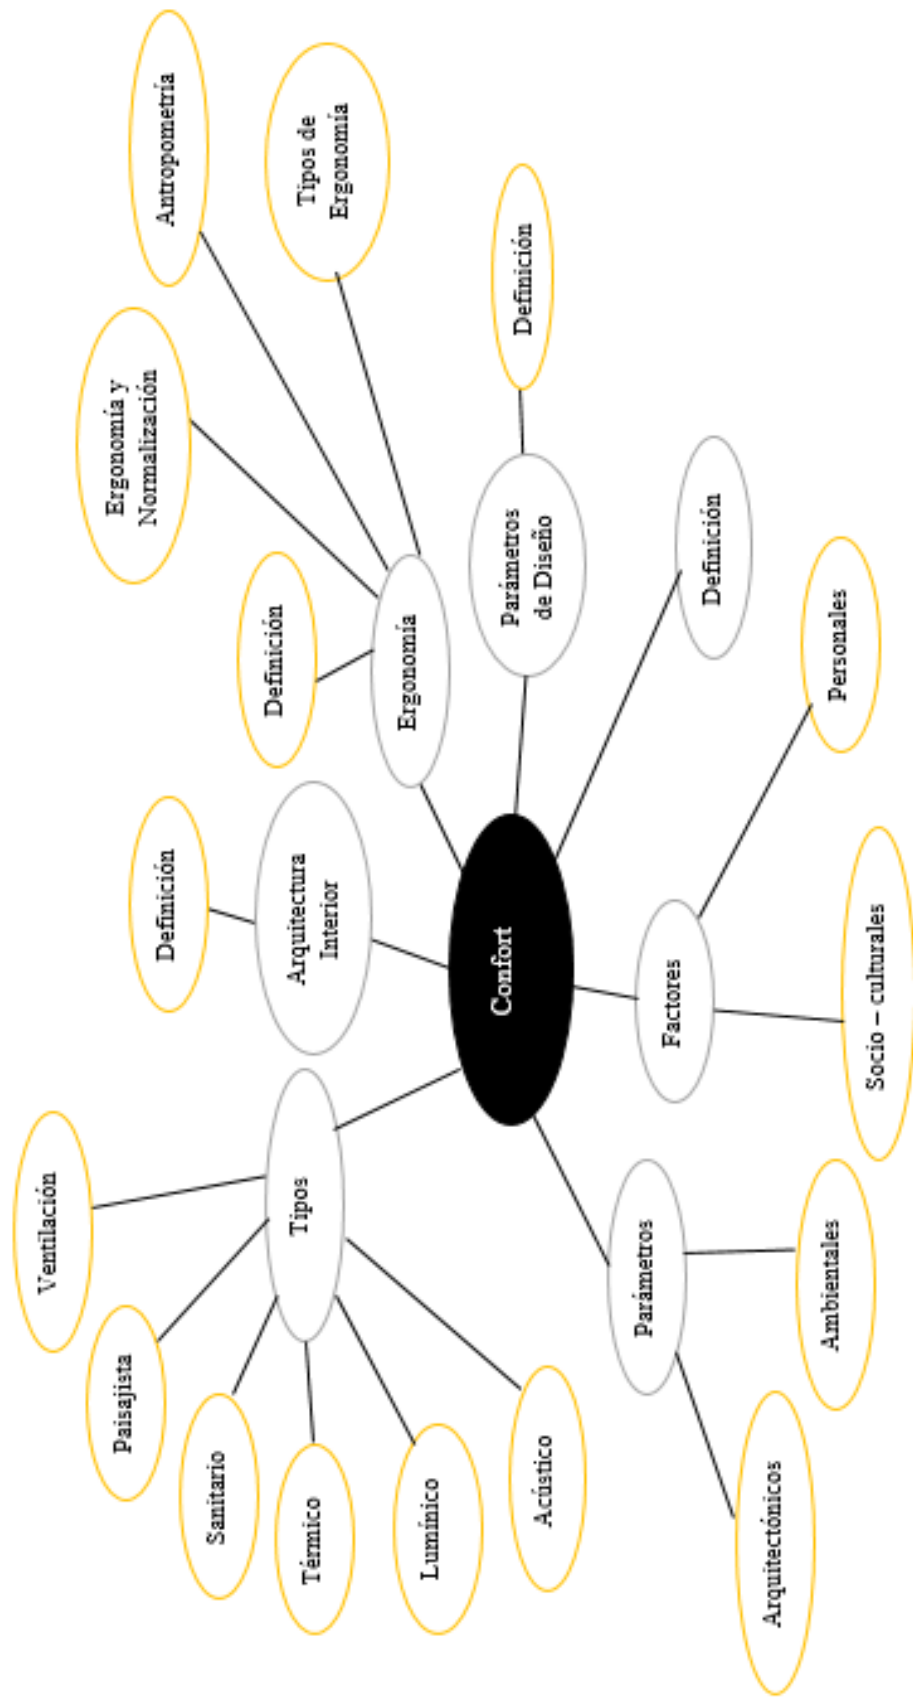 Ventilación
Paisajista
Sanitario
Térmico
Lumínico
Acústico
Tipos
Definición
Arquitectura
Interior
Definición
Ergonomía y
Normalización
Antropometría
Tipos de
Ergonomía
Ergonomía
Confort
Parámetros
de Diseño
Definición
Definición
Factores
Personales
Socio – culturales
Parámetros
Ambientales
Arquitectónicos